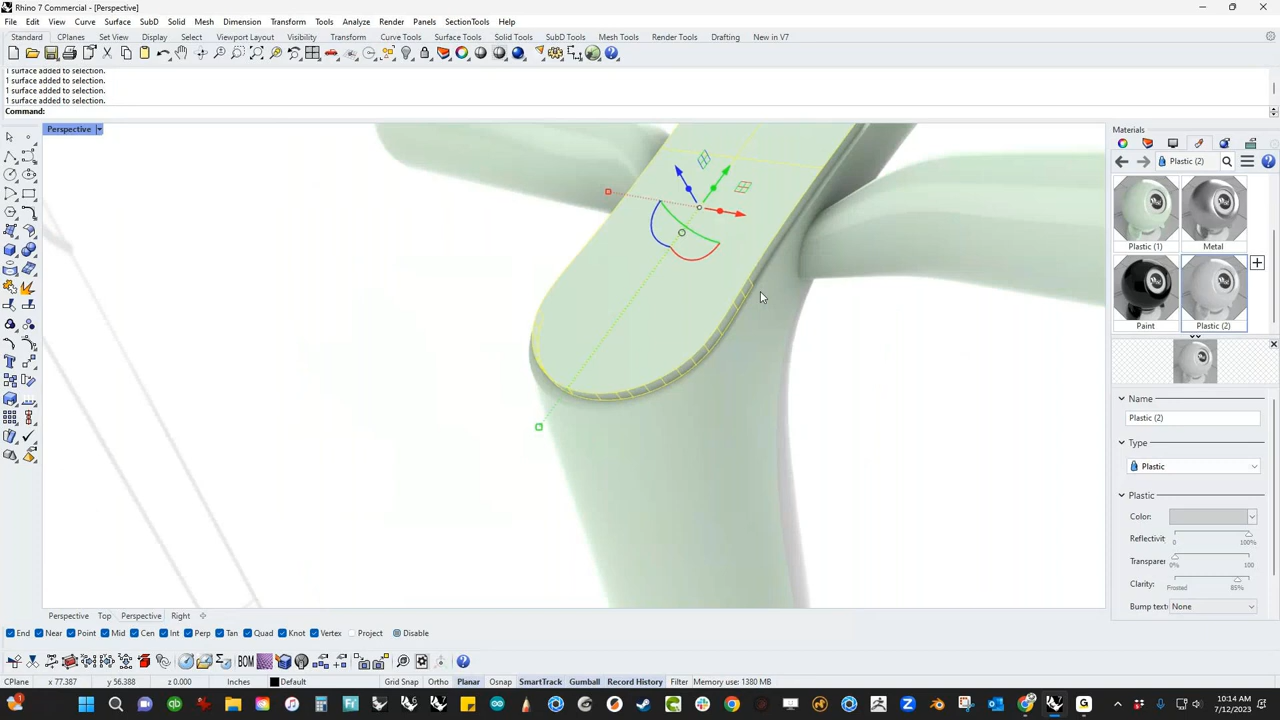 Rhino 7 Commercial - [Perspective]
File Edit View Curve Surface SubD Solid Mesh Dimension Transform Tools Analyze Render Panels SectionTools Help
Standard CPlanes Set View Display Select Viewport Layout Visibility Transform Curve Tools Surface Tools Solid Tools SubD Tools Mesh Tools Render Tools Drafting New in V7
1 surface added to selection.
1 surface added to selection.
1 surface added to selection.
1 surface added to selection.
Command:
Perspective
Materials
Plastic (2)
Plastic (1) Metal
Paint Plastic (2)
Name
Plastic (2)
Type
Plastic
Plastic
Color:
Reflectivit
0 100%
Transpare
0% 100
Clarity:
Frosted 85%
Bump text None
Perspective Top Perspective Right
End Near Point Mid Cen Int Perp Tan Quad Knot Vertex Project Disable
BOM
CPlane x 77.387 y 56.388 z 0.000 Inches Default Grid Snap Ortho Planar Osnap SmartTrack Gumball Record History Filter Memory use: 1380 MB
10:14 AM
7/12/2023